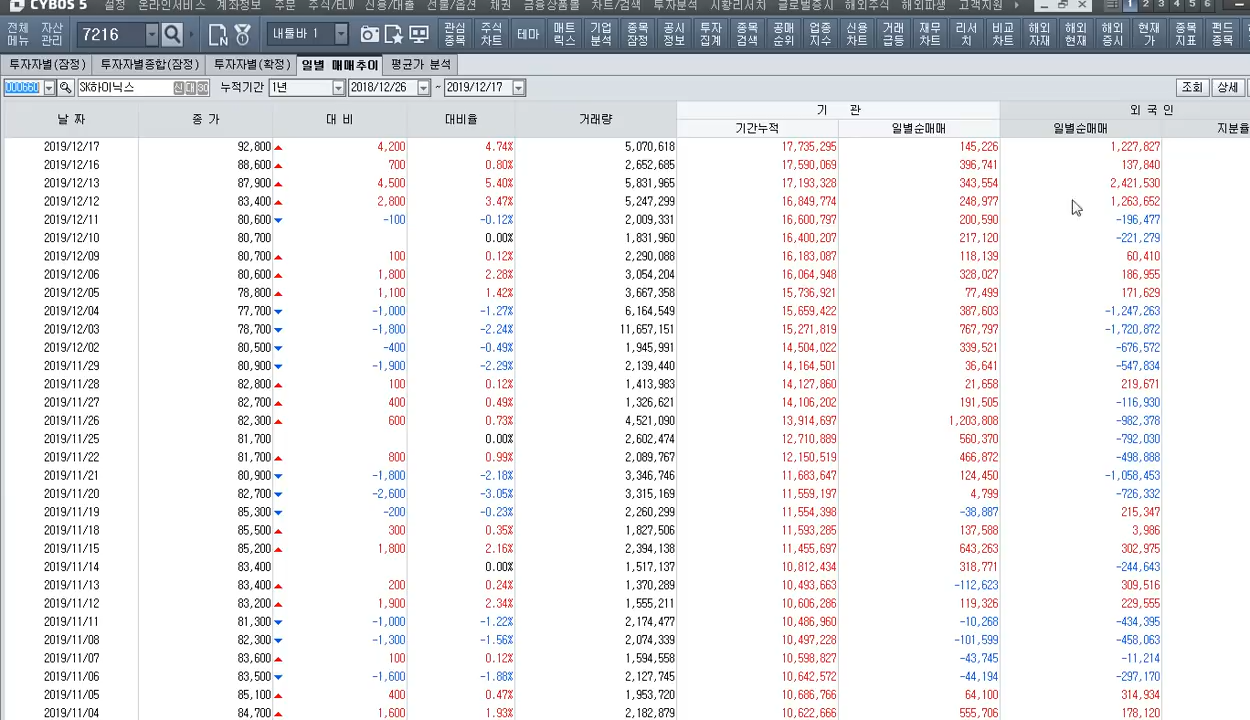 CYBOS 5 설정 온라인서비스 계좌정보 주문 주식/ELW 신용/대출 선물/옵션 채권 금융상품몰 차트/검색 투자분석 시황리서치 글로벌증시 해외주식 해외파생 고객지원 1 2 3 4 5 6
전체메뉴 자산관리 7216 내툴바 1 관심종목 주식차트 테마 매트릭스 기업분석 종목잠정 공시정보 투자집계 종목검색 공매순위 업종지수 신용차트 거래급등 재무차트 리서치 비교차트 해외자재 해외현재 해외증시 현재가 종목지표 펀드종목
투자자별(잠정) 투자자별종합(잠정) 투자자별(확정) 일별 매매추이 평균가 분석
000660 SK하이닉스 신 대 30 누적기간 1년 2018/12/26 ~ 2019/12/17 조회 상세
날 짜 종 가 대 비 대비율 거래량 기 관 외 국 인
기간누적 일별순매매 일별순매매 지분율
2019/12/17 92,800▲ 4,200 4.74% 5,070,618 17,735,295 145,226 1,227,827
2019/12/16 88,600▲ 700 0.80% 2,652,685 17,590,069 396,741 137,840
2019/12/13 87,900▲ 4,500 5.40% 5,831,965 17,193,328 343,554 2,421,530
2019/12/12 83,400▲ 2,800 3.47% 5,247,299 16,849,774 248,977 1,263,652
2019/12/11 80,600▼ -100 -0.12% 2,009,331 16,600,797 200,590 -196,477
2019/12/10 80,700 0.00% 1,831,960 16,400,207 217,120 -221,279
2019/12/09 80,700▲ 100 0.12% 2,290,088 16,183,087 118,139 60,410
2019/12/06 80,600▲ 1,800 2.28% 3,054,204 16,064,948 328,027 186,955
2019/12/05 78,800▲ 1,100 1.42% 3,667,358 15,736,921 77,499 171,629
2019/12/04 77,700▼ -1,000 -1.27% 6,164,549 15,659,422 387,603 -1,247,263
2019/12/03 78,700▼ -1,800 -2.24% 11,657,151 15,271,819 767,797 -1,720,872
2019/12/02 80,500▼ -400 -0.49% 1,945,991 14,504,022 339,521 -676,572
2019/11/29 80,900▼ -1,900 -2.29% 2,139,440 14,164,501 36,641 -547,834
2019/11/28 82,800▲ 100 0.12% 1,413,983 14,127,860 21,658 219,671
2019/11/27 82,700▲ 400 0.49% 1,326,621 14,106,202 191,505 -116,930
2019/11/26 82,300▲ 600 0.73% 4,521,090 13,914,697 1,203,808 -982,378
2019/11/25 81,700 0.00% 2,602,474 12,710,889 560,370 -792,030
2019/11/22 81,700▲ 800 0.99% 2,089,767 12,150,519 466,872 -498,888
2019/11/21 80,900▼ -1,800 -2.18% 3,346,746 11,683,647 124,450 -1,058,453
2019/11/20 82,700▼ -2,600 -3.05% 3,315,169 11,559,197 4,799 -726,332
2019/11/19 85,300▼ -200 -0.23% 2,260,299 11,554,398 -38,887 215,347
2019/11/18 85,500▲ 300 0.35% 1,827,506 11,593,285 137,588 3,986
2019/11/15 85,200▲ 1,800 2.16% 2,394,138 11,455,697 643,263 302,975
2019/11/14 83,400 0.00% 1,517,137 10,812,434 318,771 -244,643
2019/11/13 83,400▲ 200 0.24% 1,370,289 10,493,663 -112,623 309,516
2019/11/12 83,200▲ 1,900 2.34% 1,555,211 10,606,286 119,326 229,555
2019/11/11 81,300▼ -1,000 -1.22% 2,174,477 10,486,960 -10,268 -434,395
2019/11/08 82,300▼ -1,300 -1.56% 2,074,339 10,497,228 -101,599 -458,063
2019/11/07 83,600▲ 100 0.12% 1,594,558 10,598,827 -43,745 -11,214
2019/11/06 83,500▼ -1,600 -1.88% 2,127,745 10,642,572 -44,194 -297,170
2019/11/05 85,100▲ 400 0.47% 1,953,720 10,686,766 64,100 314,934
2019/11/04 84,700▲ 1,600 1.93% 2,182,879 10,622,666 555,706 178,120